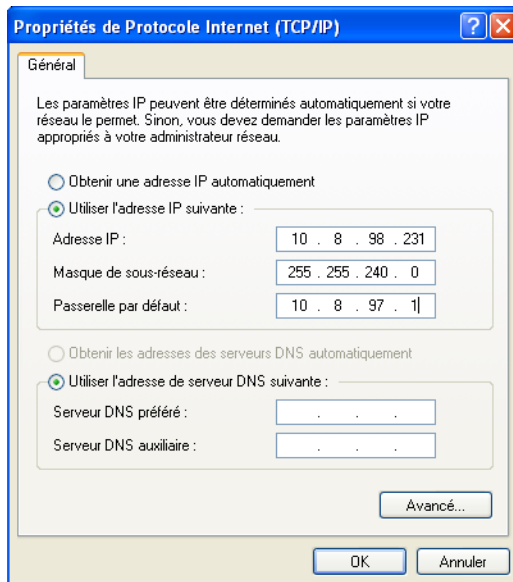 Propriétés de Protocole Internet (TCP/IP)
Général
Les paramètres IP peuvent être déterminés automatiquement si votre
réseau le permet. Sinon, vous devez demander les paramètres IP
appropriés à votre administrateur réseau.
Obtenir une adresse IP automatiquement
Utiliser l'adresse IP suivante :
Adresse IP : 10 . 8 . 98 . 231
Masque de sous-réseau : 255 . 255 . 240 . 0
Passerelle par défaut : 10 . 8 . 97 . 1
Obtenir les adresses des serveurs DNS automatiquement
Utiliser l'adresse de serveur DNS suivante :
Serveur DNS préféré : . . .
Serveur DNS auxiliaire : . . .
Avancé...
OK Annuler